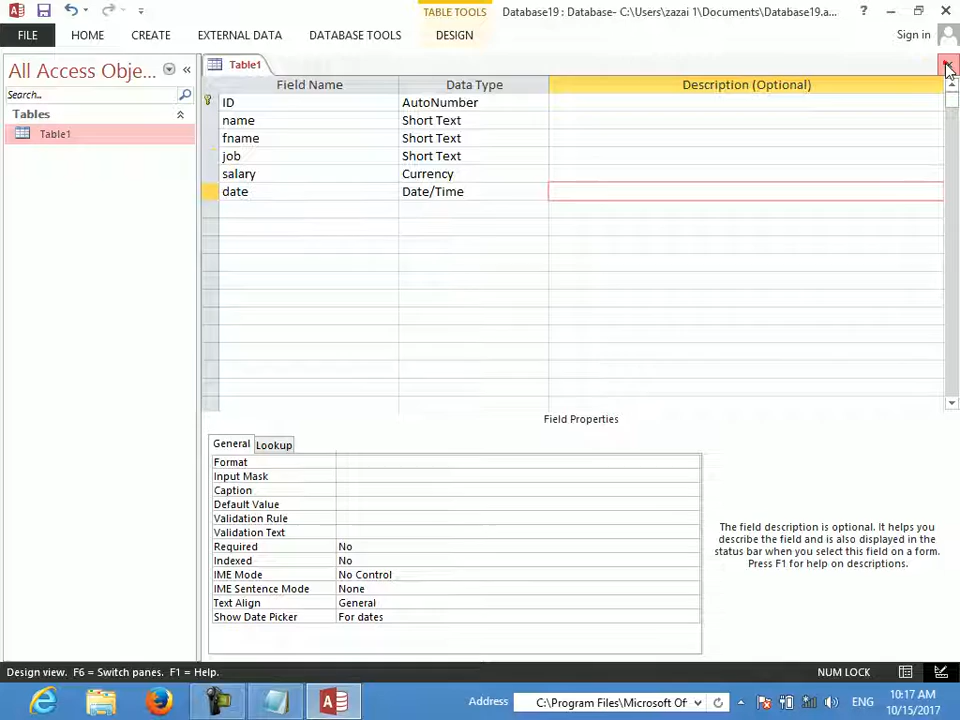 TABLE TOOLS
Database19 : Database- C:\Users\zazai 1\Documents\Database19.a...
?
FILE
HOME
CREATE
EXTERNAL DATA
DATABASE TOOLS
DESIGN
Sign in
All Access Obje...
Search..
Tables
Table1
Table1
Field Name
Data Type
Description (Optional)
ID
AutoNumber
name
Short Text
fname
Short Text
job
Short Text
salary
Currency
date
Date/Time
Field Properties
General
Lookup
Format
Input Mask
Caption
Default Value
Validation Rule
Validation Text
Required
No
Indexed
No
IME Mode
No Control
IME Sentence Mode
None
Text Align
General
Show Date Picker
For dates
The field description is optional. It helps you
describe the field and is also displayed in the
status bar when you select this field on a form.
Press F1 for help on descriptions.
Design view.  F6 = Switch panes.  F1 = Help.
NUM LOCK
Address
C:\Program Files\Microsoft Of
ENG
10:17 AM
10/15/2017